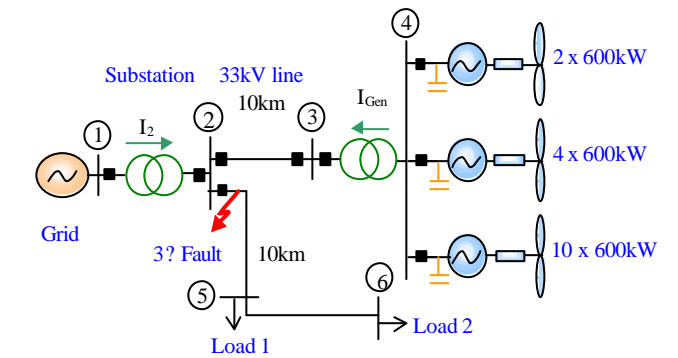 4
2 x 600kW
Substation
33kV line
10km
I2
IGen
1
2
3
4 x 600kW
Grid
3? Fault
10km
10 x 600kW
5
6
Load 1
Load 2